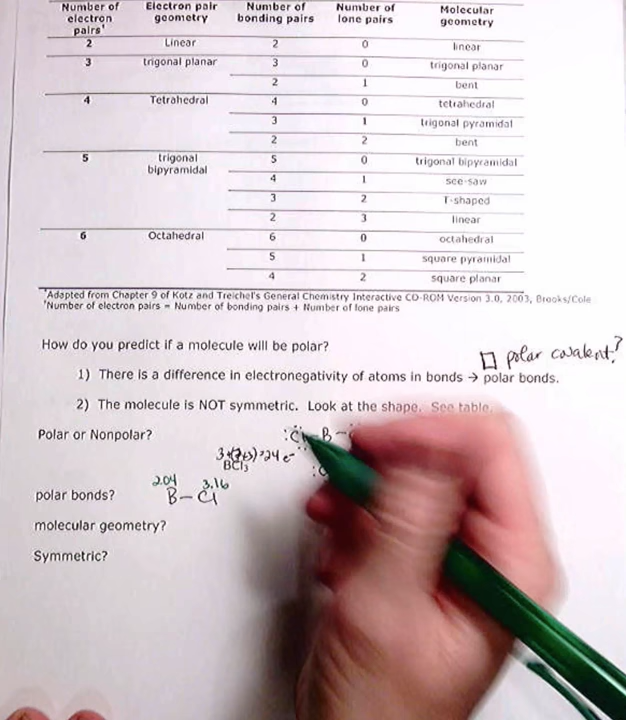 Number of electron pairs¹ Electron pair geometry Number of bonding pairs Number of lone pairs Molecular geometry
2 Linear 2 0 linear
3 trigonal planar 3 0 trigonal planar
2 1 bent
4 Tetrahedral 4 0 tetrahedral
3 1 trigonal pyramidal
2 2 bent
5 trigonal bipyramidal 5 0 trigonal bipyramidal
4 1 see-saw
3 2 T-shaped
2 3 linear
6 Octahedral 6 0 octahedral
5 1 square pyramidal
4 2 square planar
Adapted from Chapter 9 of Kotz and Treichel's General Chemistry Interactive CD-ROM Version 3.0, 2003, Brooks/Cole
¹Number of electron pairs = Number of bonding pairs + Number of lone pairs
How do you predict if a molecule will be polar?
polar covalent?
1) There is a difference in electronegativity of atoms in bonds → polar bonds.
2) The molecule is NOT symmetric. Look at the shape. See table.
Polar or Nonpolar? :Cl B –
3+(7×3)=24 e⁻
BCl₃
2.04 3.16
polar bonds? B – Cl
molecular geometry?
Symmetric?